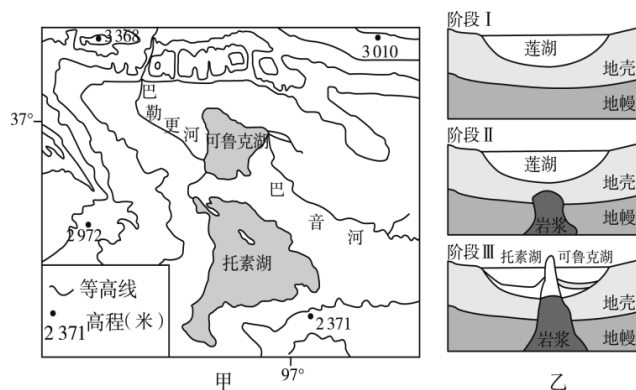 3 368
3 010
37°
巴
勒
更
河
可鲁克湖
巴
音
河
2 972
托素湖
等高线
高程(米)
2 371
2 371
97°
甲
阶段Ⅰ
莲湖
地壳
地幔
阶段Ⅱ
莲湖
地壳
岩浆
地幔
阶段Ⅲ
托素湖 可鲁克湖
地壳
岩浆
地幔
乙